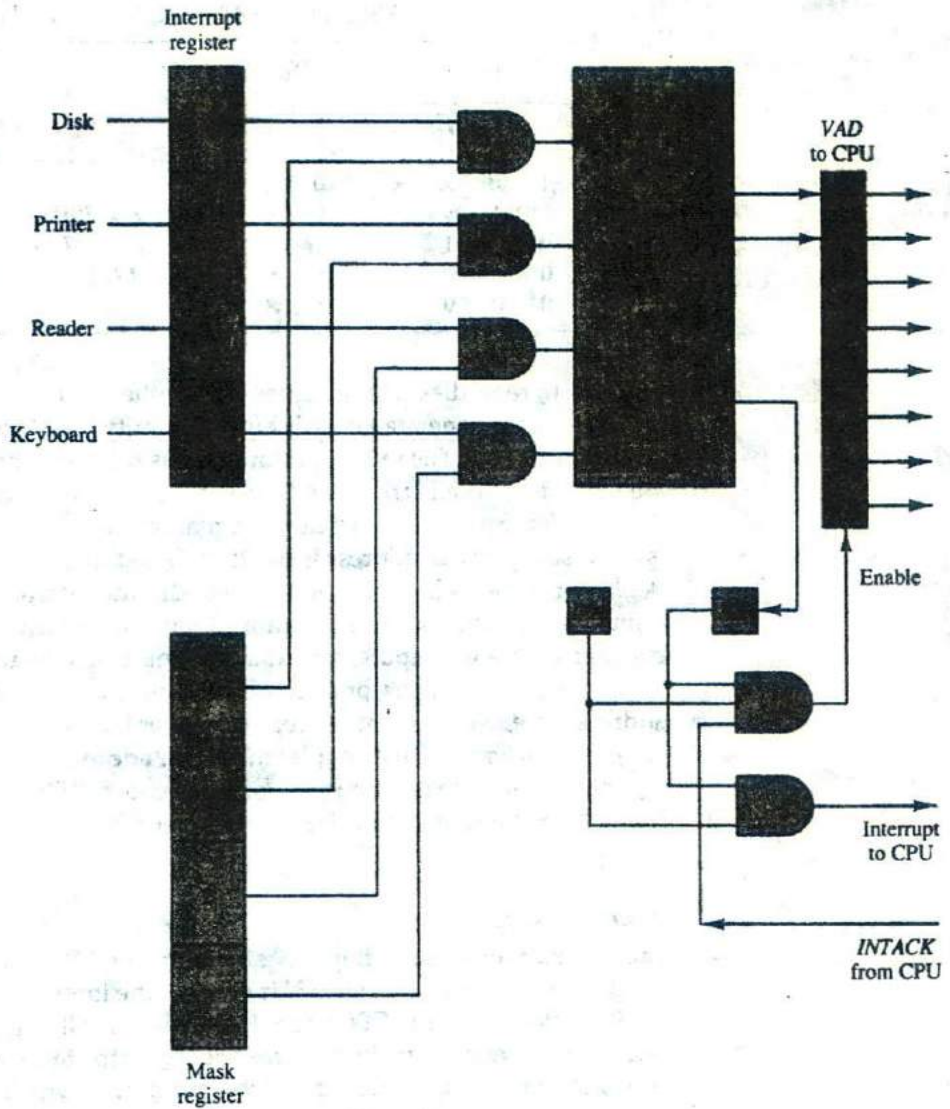 Interrupt
register
Disk
Printer
Reader
Keyboard
VAD
to CPU
Enable
Interrupt
to CPU
INTACK
from CPU
Mask
register